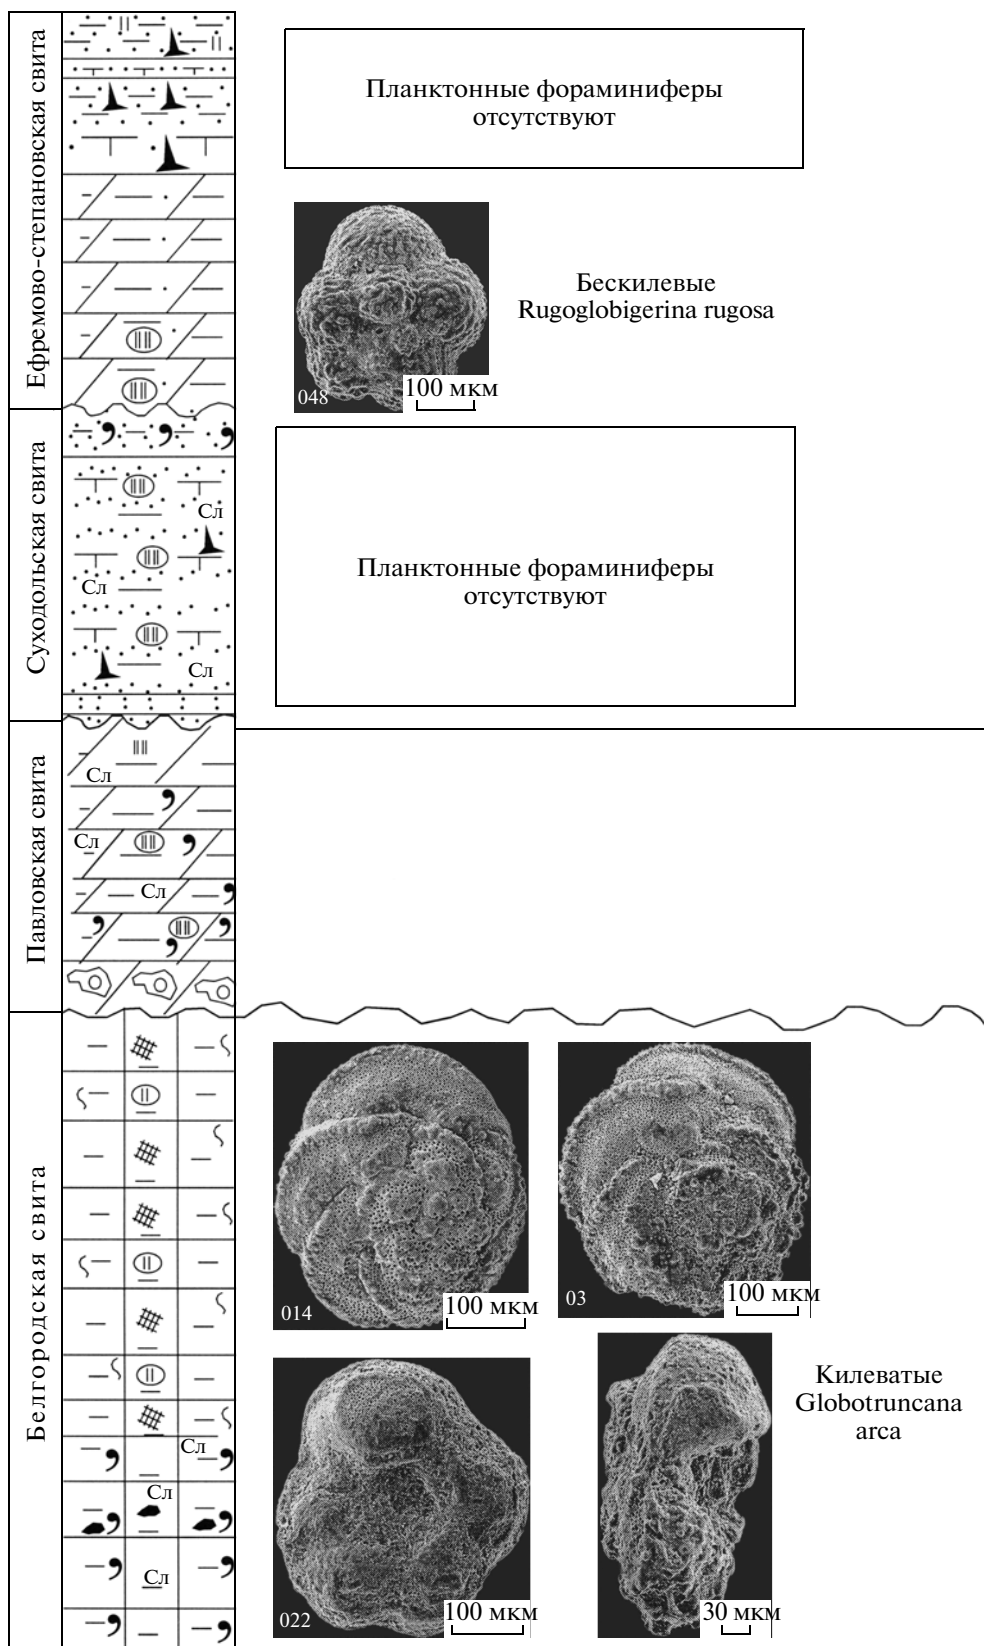 Ефремово-степановская свита
Планктонные фораминиферы
отсутствуют
048
100 мкм
Бескилевые
Rugoglobigerina rugosa
Суходольская свита
Сл
Сл
Сл
Планктонные фораминиферы
отсутствуют
Павловская свита
Сл
Сл
Сл
Белгородская свита
014
100 мкм
03
100 мкм
Сл
Сл
Сл
022
100 мкм
30 мкм
Килеватые
Globotruncana
arca